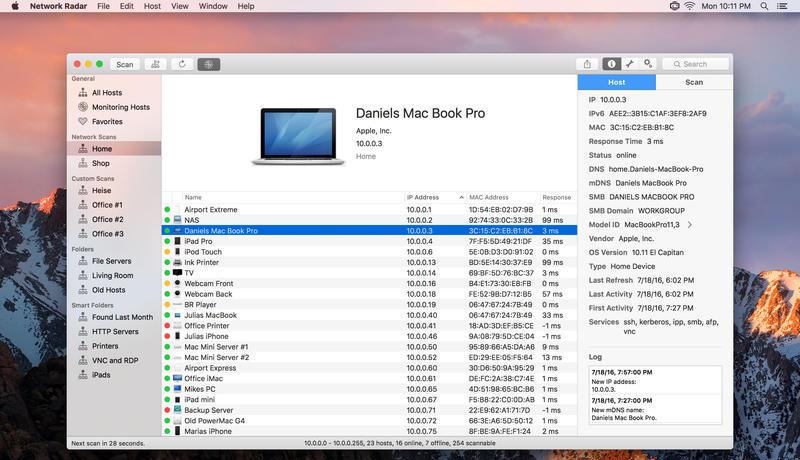 Network Radar File Edit Host View Window Help Mon 10:11 PM
Scan Search
General
All Hosts
Monitoring Hosts
Favorites
Network Scans
Home
Shop
Custom Scans
Heise
Office #1
Office #2
Office #3
Folders
File Servers
Living Room
Old Hosts
Smart Folders
Found Last Month
HTTP Servers
Printers
VNC and RDP
iPads
Daniels Mac Book Pro
Apple, Inc.
10.0.0.3
Home
Name IP Address MAC Address Response
Airport Extreme 10.0.0.1 1D:54:EB:02:D7:9B 1 ms
NAS 10.0.0.2 92:74:33:0C:33:2B 99 ms
Daniels Mac Book Pro 10.0.0.3 3C:15:C2:EB:B1:8C 3 ms
iPad Pro 10.0.0.4 7F:F5:5D:49:21:DF 35 ms
iPod Touch 10.0.0.6 5E:0B:D3:D0:91:02 -0 ms
Ink Printer 10.0.0.13 BD:5E:14:30:37:E9 99 ms
TV 10.0.0.14 69:BF:5D:76:BC:37 3 ms
Webcam Front 10.0.0.16 B4:E1:73:30:E8:FB -0 ms
Webcam Back 10.0.0.18 FE:52:9B:D7:12:B5 57 ms
BR Player 10.0.0.19 06:47:67:24:7B:49 -0 ms
Julias MacBook 10.0.0.40 06:47:67:24:7B:48 33 ms
Office Printer 10.0.0.41 18:AD:3D:EF:B5:CE -1 ms
Julias iPhone 10.0.0.46 9A:08:79:5D:CE:04 -1 ms
Mac Mini Server #1 10.0.0.50 95:89:66:A5:DA:A6 9 ms
Mac Mini Server #2 10.0.0.52 ED:29:EE:05:F5:64 13 ms
Airport Express 10.0.0.60 30:D6:50:9A:95:29 1 ms
Office iMac 10.0.0.61 DE:FC:2A:38:C7:4E 1 ms
Mikes PC 10.0.0.65 4D:51:98:65:BC:B6 1 ms
iPad mini 10.0.0.67 F5:B8:22:C0:0D:AB 1 ms
Backup Server 10.0.0.71 22:E9:62:A1:71:7D -1 ms
Old PowerMac G4 10.0.0.72 66:3E:A6:5D:50:12 1 ms
Marias iPhone 10.0.0.75 8F:BE:9A:FE:F1:24 2 ms
Next scan in 28 seconds. 10.0.0.0 - 10.0.0.255, 23 hosts, 16 online, 7 offline, 254 scannable
Host Scan
IP 10.0.0.3
IPv6 AEE2::3B15:C1AF:3EF8:2AF9
MAC 3C:15:C2:EB:B1:8C
Response Time 3 ms
Status online
DNS home.Daniels-MacBook-Pro
mDNS Daniels MacBook Pro
SMB DANIELS MACBOOK PRO
SMB Domain WORKGROUP
Model ID MacBookPro11,3
Vendor Apple, Inc.
OS Version 10.11 El Capitan
Type Home Device
Last Refresh 7/18/16, 6:02 PM
Last Activity 7/18/16, 6:02 PM
First Activity 7/18/16, 7:27 PM
Services ssh, kerberos, ipp, smb, afp,
vnc
Log
7/18/16, 7:57:00 PM
New IP addess:
10.0.0.3.
7/18/16, 7:27:00 PM
New mDNS name:
Daniels Mac Book Pro.